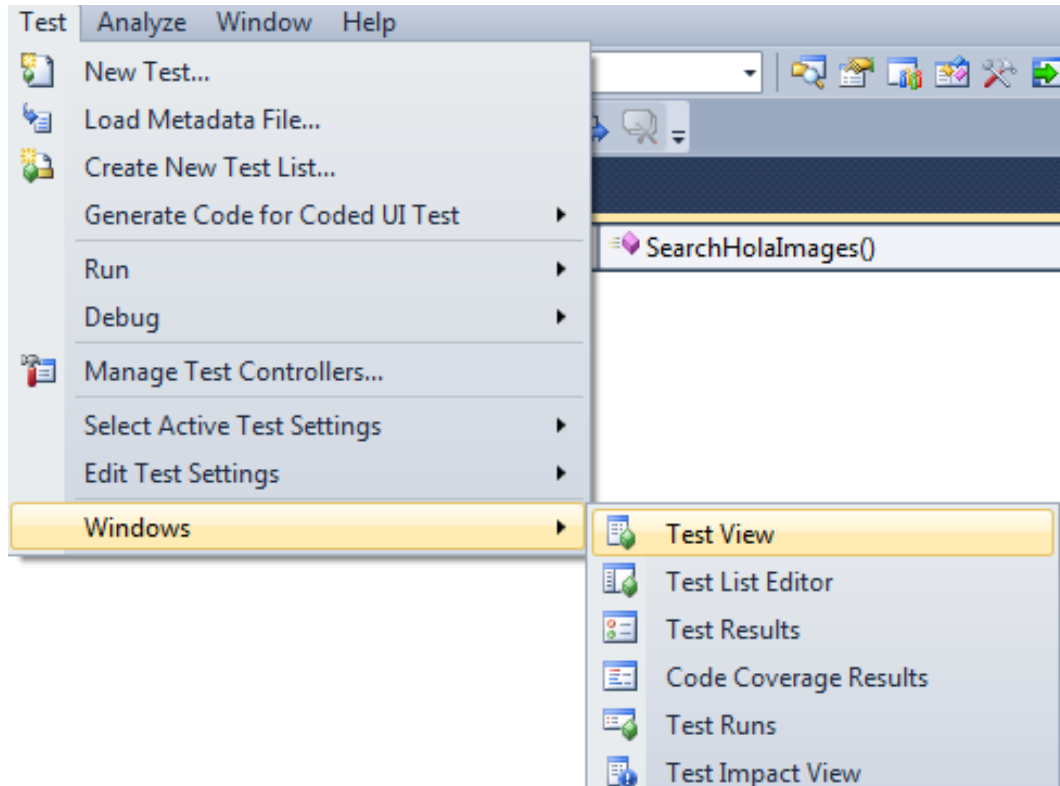 Test Analyze Window Help
New Test...
Load Metadata File...
Create New Test List...
Generate Code for Coded UI Test
SearchHolaImages()
Run
Debug
Manage Test Controllers...
Select Active Test Settings
Edit Test Settings
Windows
Test View
Test List Editor
Test Results
Code Coverage Results
Test Runs
Test Impact View